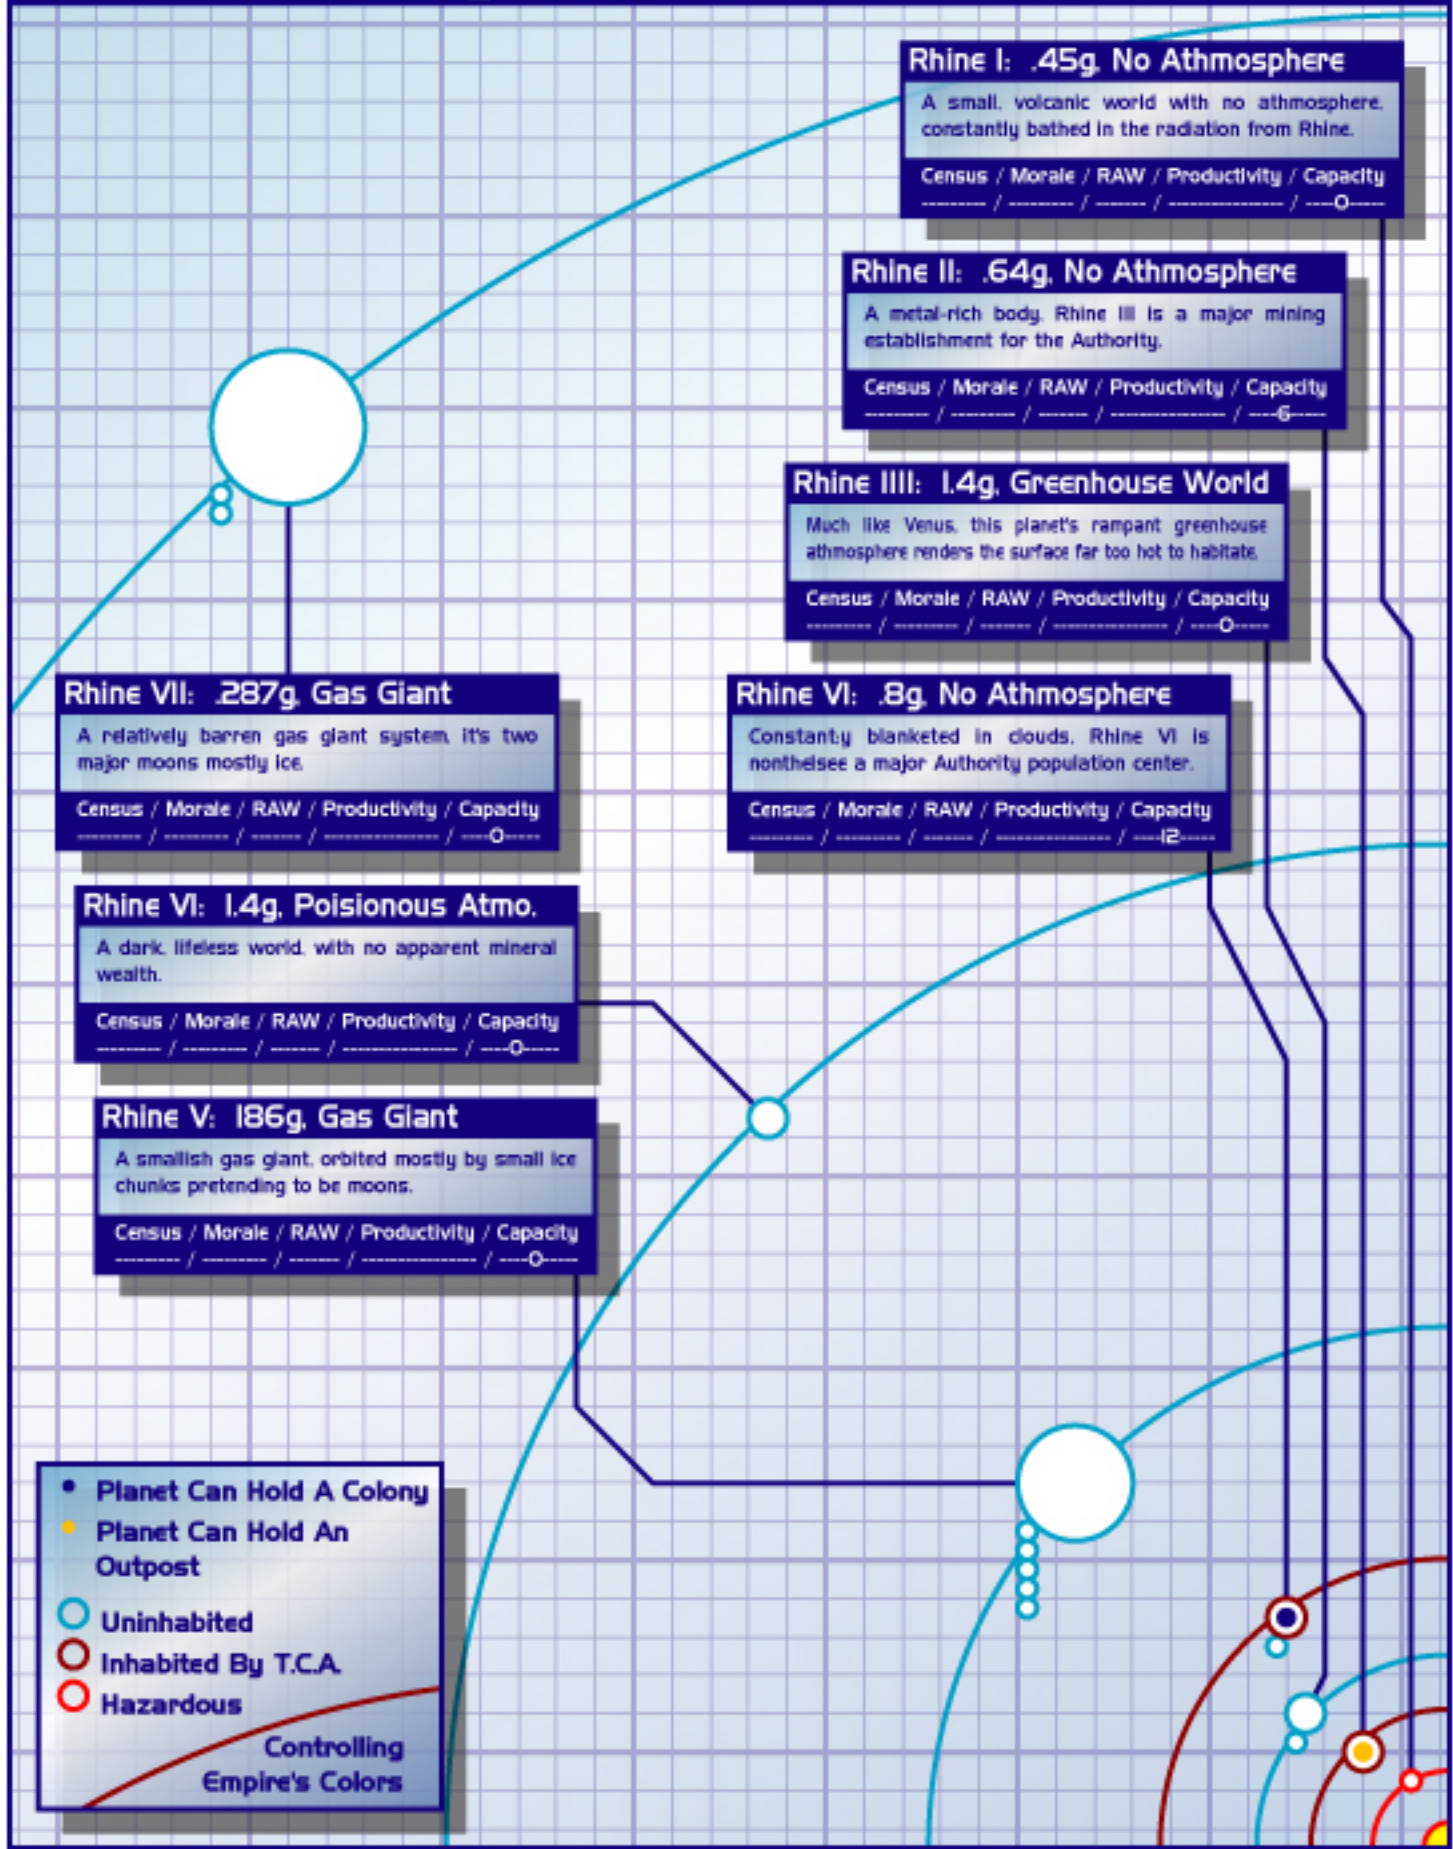 Rhine I: .45g, No Athmosphere
A small, volcanic world with no athmosphere,
constantly bathed in the radiation from Rhine.
Census / Morale / RAW / Productivity / Capacity
--------- / --------- / ------- / ---------------- / ----0-----
Rhine II: .64g, No Athmosphere
A metal-rich body, Rhine III is a major mining
establishment for the Authority.
Census / Morale / RAW / Productivity / Capacity
--------- / --------- / ------- / ---------------- / ----6-----
Rhine IIII: 1.4g, Greenhouse World
Much like Venus, this planet's rampant greenhouse
athmosphere renders the surface far too hot to habitate.
Census / Morale / RAW / Productivity / Capacity
--------- / --------- / ------- / ---------------- / ----0-----
Rhine VI: .8g, No Athmosphere
Constant;y blanketed in clouds, Rhine VI is
nonthelsee a major Authority population center.
Census / Morale / RAW / Productivity / Capacity
--------- / --------- / ------- / ---------------- / ----12-----
Rhine VII: .287g, Gas Giant
A relatively barren gas giant system, it's two
major moons mostly ice.
Census / Morale / RAW / Productivity / Capacity
--------- / --------- / ------- / ---------------- / ----0-----
Rhine VI: 1.4g, Poisionous Atmo.
A dark, lifeless world, with no apparent mineral
wealth.
Census / Morale / RAW / Productivity / Capacity
--------- / --------- / ------- / ---------------- / ----0-----
Rhine V: 186g, Gas Giant
A smallish gas giant, orbited mostly by small ice
chunks pretending to be moons.
Census / Morale / RAW / Productivity / Capacity
--------- / --------- / ------- / ---------------- / ----0-----
Planet Can Hold A Colony
Planet Can Hold An
Outpost
Uninhabited
Inhabited By T.C.A.
Hazardous
Controlling
Empire's Colors